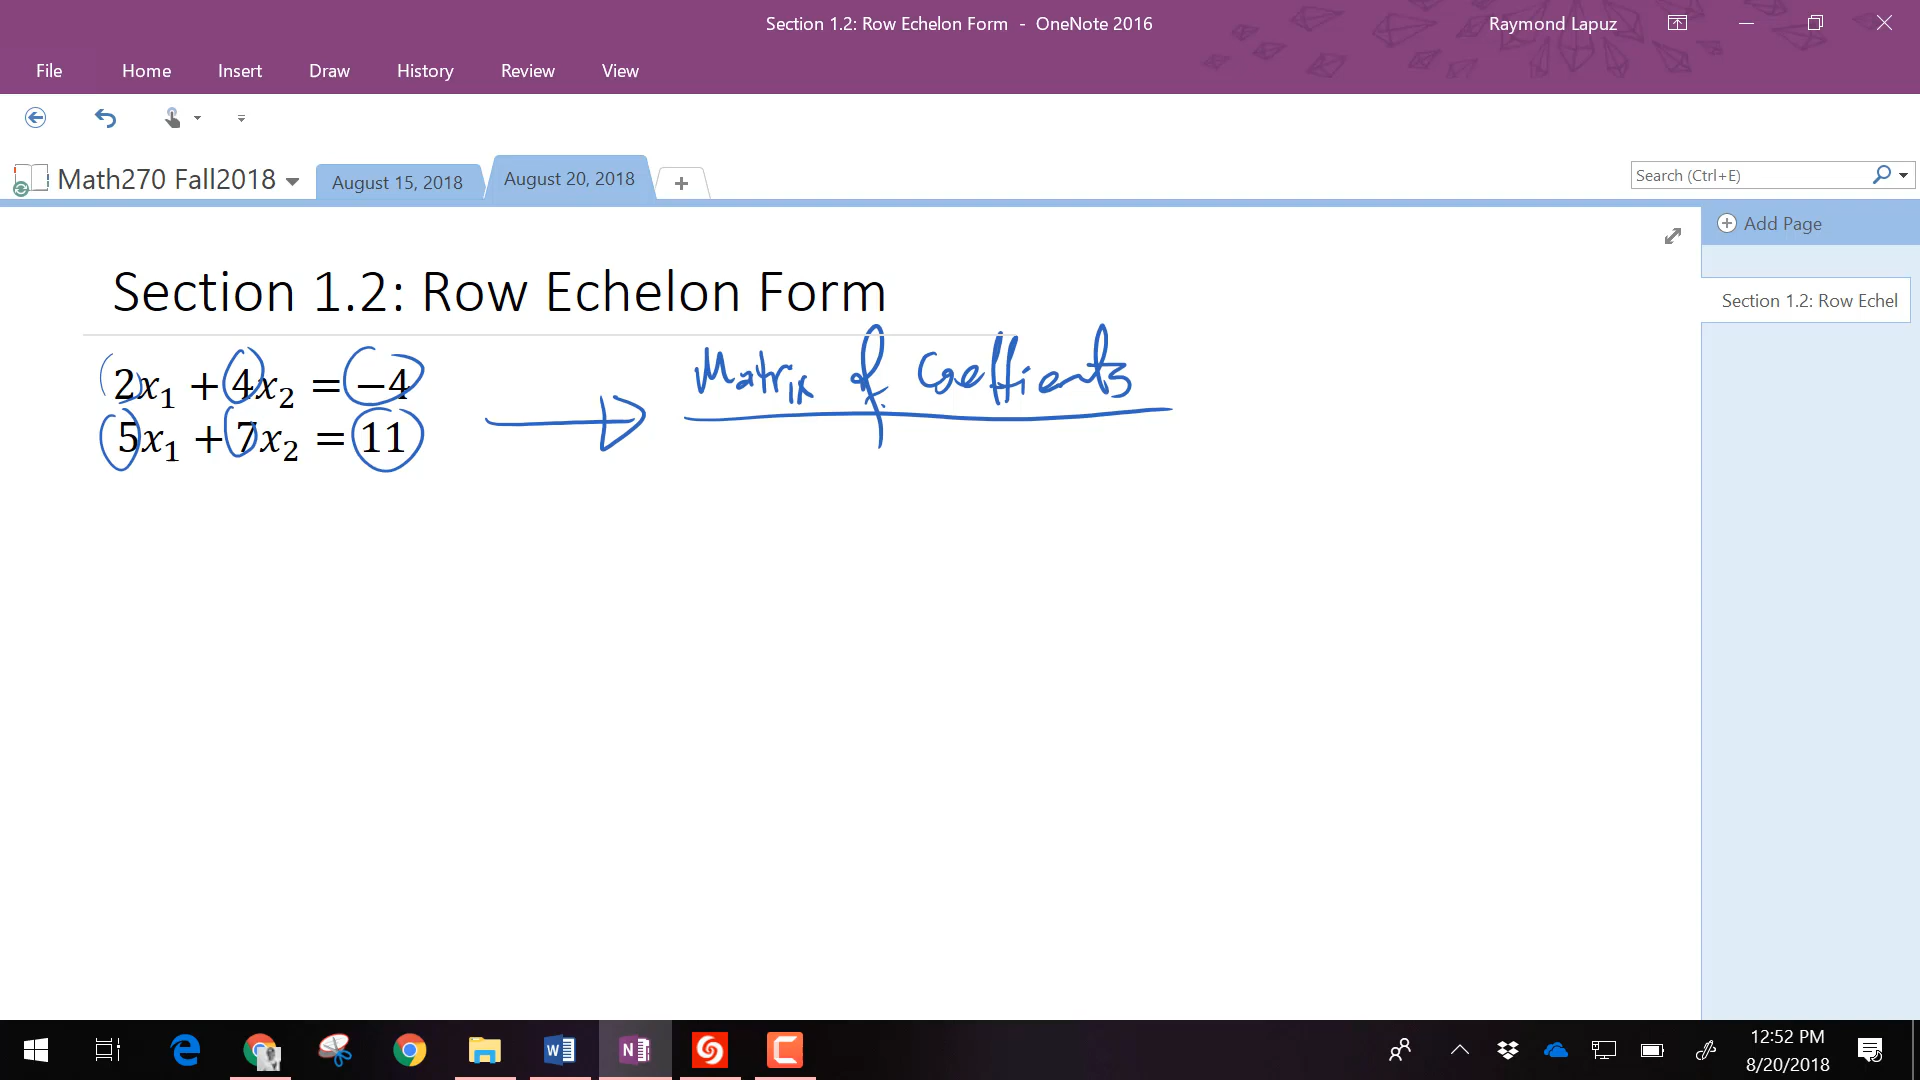 Section 1.2: Row Echelon Form - OneNote 2016
Raymond Lapuz
File Home Insert Draw History Review View
Math270 Fall2018
August 15, 2018
August 20, 2018
Search (Ctrl+E)
Add Page
Section 1.2: Row Echel
Section 1.2: Row Echelon Form
2x₁ + 4x₂ = −4
5x₁ + 7x₂ = 11
Matrix of Coeffients
12:52 PM
8/20/2018